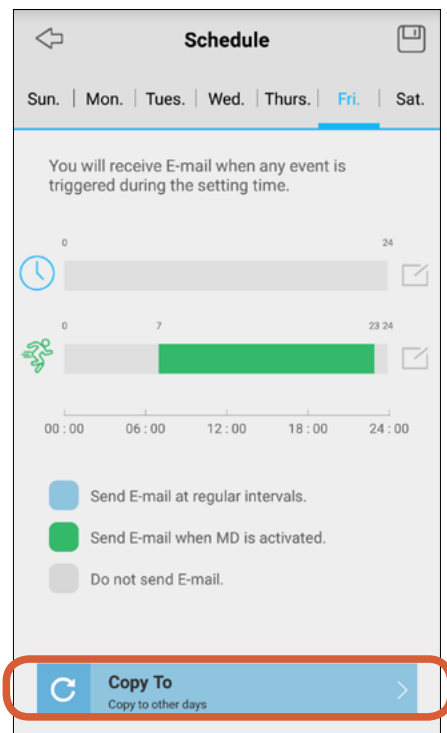 Schedule
Sun. | Mon. | Tues. | Wed. | Thurs. | Fri. | Sat.
You will receive E-mail when any event is
triggered during the setting time.
0 24
0 7 23 24
00:00 06:00 12:00 18:00 24:00
Send E-mail at regular intervals.
Send E-mail when MD is activated.
Do not send E-mail.
Copy To
Copy to other days